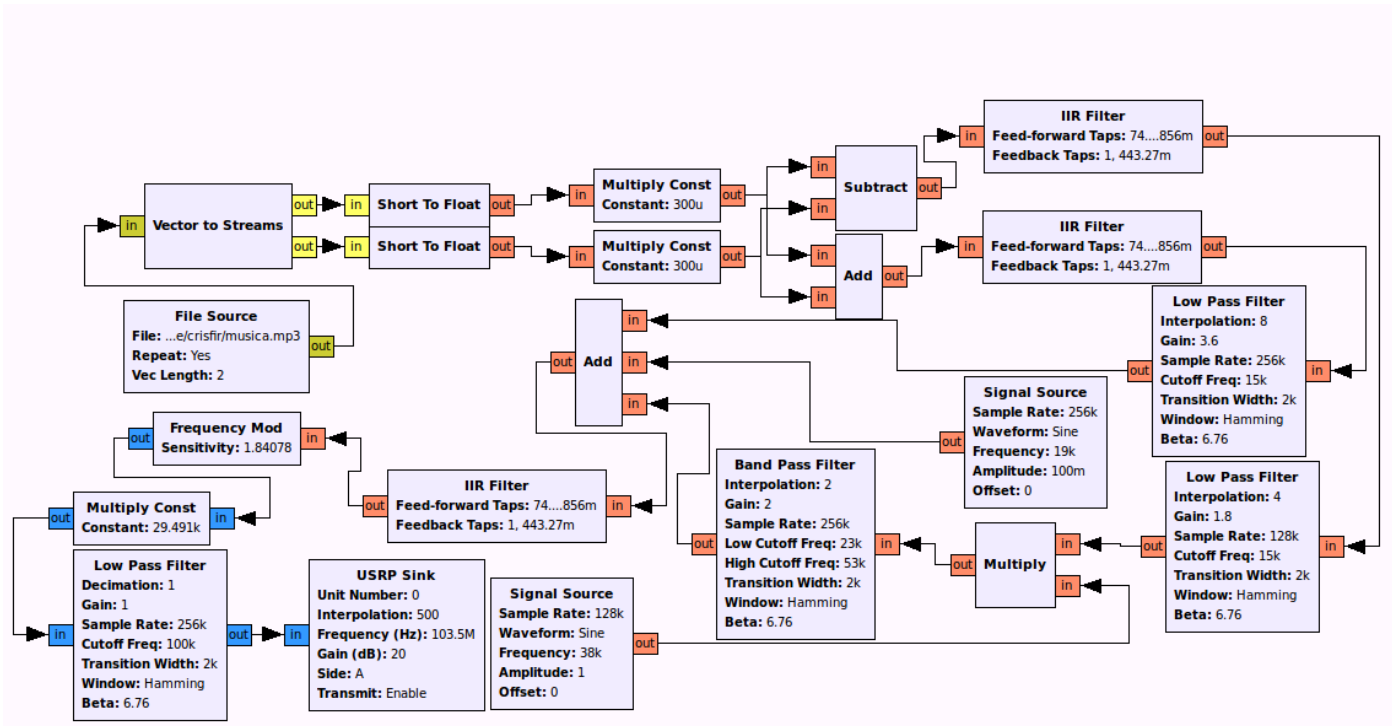 IIR Filter
Feed-forward Taps: 74....856m
Feedback Taps: 1, 443.27m
in
out
Vector to Streams
in
out
out
Short To Float
in
out
Short To Float
in
out
Multiply Const
Constant: 300u
in
out
Multiply Const
Constant: 300u
in
out
Subtract
in
in
out
Add
in
in
out
IIR Filter
Feed-forward Taps: 74....856m
Feedback Taps: 1, 443.27m
in
out
File Source
File: ...e/crisfir/musica.mp3
Repeat: Yes
Vec Length: 2
out
Add
in
in
in
out
Low Pass Filter
Interpolation: 8
Gain: 3.6
Sample Rate: 256k
Cutoff Freq: 15k
Transition Width: 2k
Window: Hamming
Beta: 6.76
in
out
Signal Source
Sample Rate: 256k
Waveform: Sine
Frequency: 19k
Amplitude: 100m
Offset: 0
out
Frequency Mod
Sensitivity: 1.84078
in
out
IIR Filter
Feed-forward Taps: 74....856m
Feedback Taps: 1, 443.27m
in
out
Band Pass Filter
Interpolation: 2
Gain: 2
Sample Rate: 256k
Low Cutoff Freq: 23k
High Cutoff Freq: 53k
Transition Width: 2k
Window: Hamming
Beta: 6.76
in
out
Low Pass Filter
Interpolation: 4
Gain: 1.8
Sample Rate: 128k
Cutoff Freq: 15k
Transition Width: 2k
Window: Hamming
Beta: 6.76
in
out
Multiply Const
Constant: 29.491k
in
out
Multiply
in
in
out
Low Pass Filter
Decimation: 1
Gain: 1
Sample Rate: 256k
Cutoff Freq: 100k
Transition Width: 2k
Window: Hamming
Beta: 6.76
in
out
USRP Sink
Unit Number: 0
Interpolation: 500
Frequency (Hz): 103.5M
Gain (dB): 20
Side: A
Transmit: Enable
in
Signal Source
Sample Rate: 128k
Waveform: Sine
Frequency: 38k
Amplitude: 1
Offset: 0
out